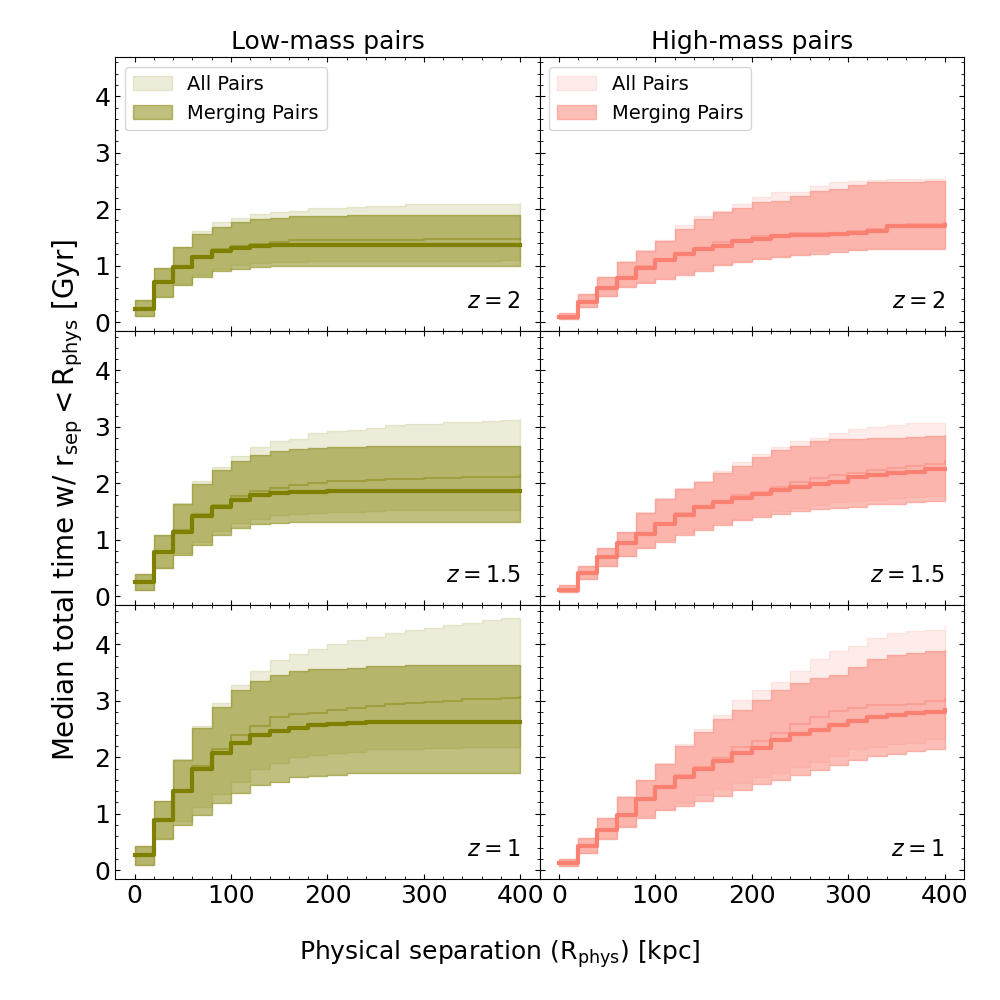 Low-mass pairs
High-mass pairs
All Pairs
Merging Pairs
All Pairs
Merging Pairs
4
3
2
1
0
z = 2
z = 2
4
3
2
1
0
z = 1.5
z = 1.5
4
3
2
1
0
z = 1
z = 1
0 100 200 300 400
0 100 200 300 400
Median total time w/ r_sep < R_phys [Gyr]
Physical separation (R_phys) [kpc]